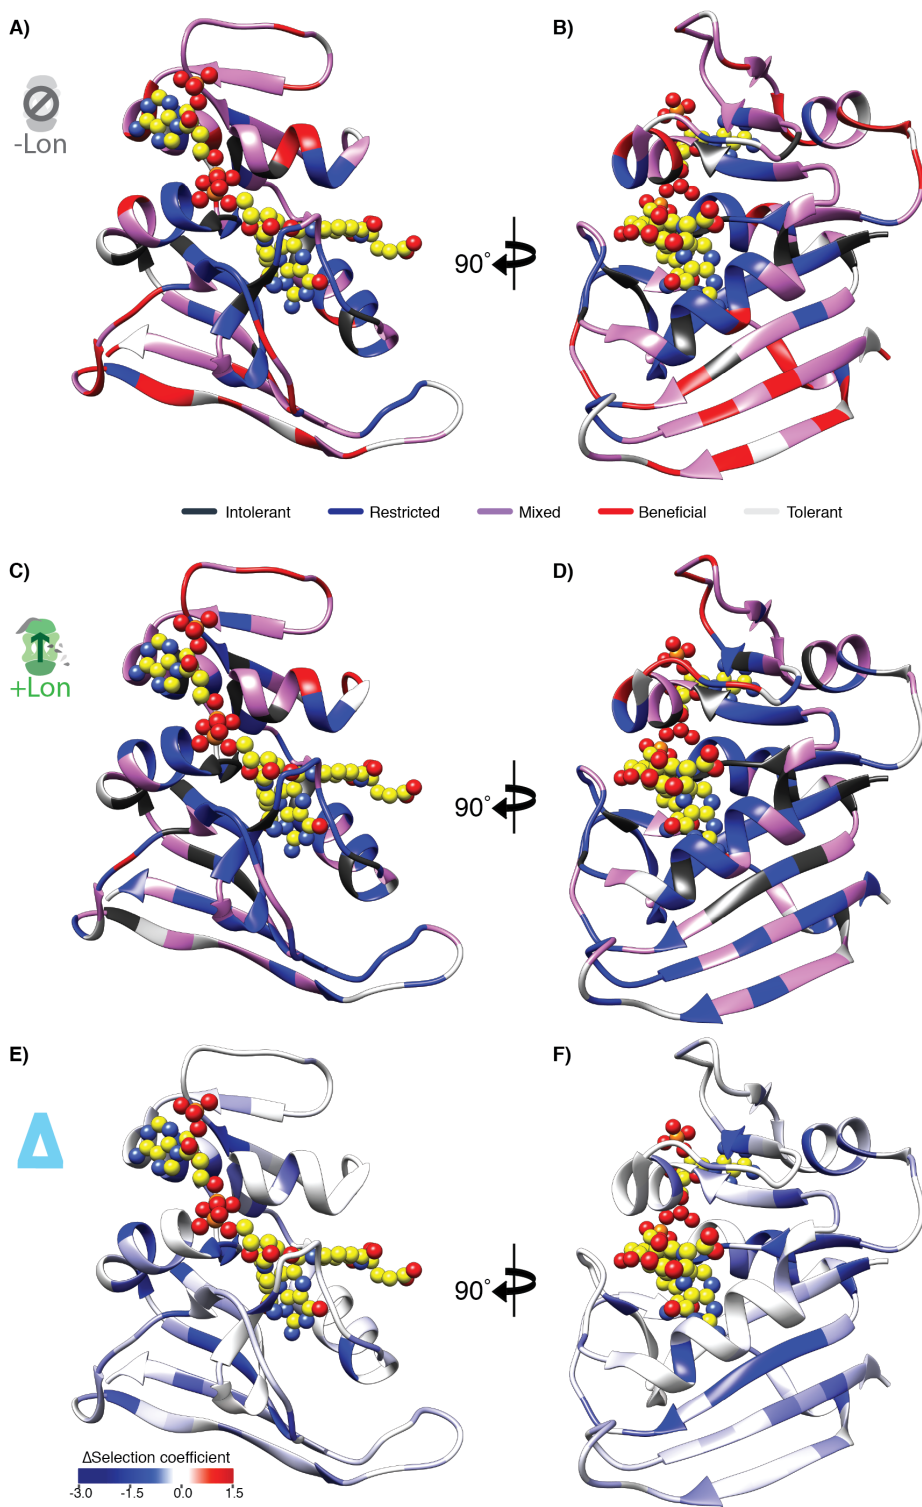 A)
B)
-Lon
90°
Intolerant Restricted Mixed Beneficial Tolerant
C)
D)
+Lon
90°
E)
F)
Δ
90°
ΔSelection coefficient
-3.0 -1.5 0.0 1.5